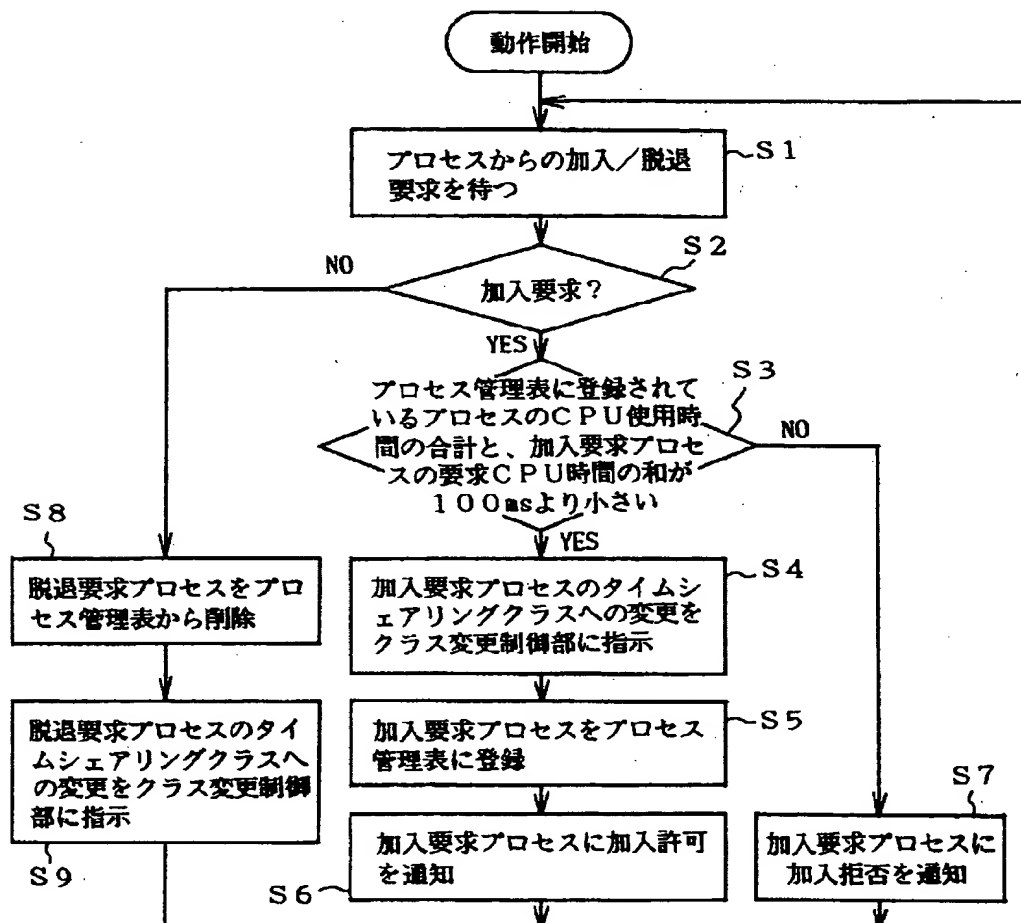 動作開始
プロセスからの加入／脱退
要求を待つ
S1
S2
NO
加入要求？
YES
S3
プロセス管理表に登録されて
いるプロセスのCPU使用時
間の合計と、加入要求プロセ
スの要求CPU時間の和が
100msより小さい
NO
YES
S8
脱退要求プロセスをプロ
セス管理表から削除
S4
加入要求プロセスのタイムシ
ェアリングクラスへの変更を
クラス変更制御部に指示
脱退要求プロセスのタイ
ムシェアリングクラスへ
の変更をクラス変更制御
部に指示
S9
加入要求プロセスをプロセス
管理表に登録
S5
加入要求プロセスに加入許可
を通知
S6
S7
加入要求プロセスに
加入拒否を通知